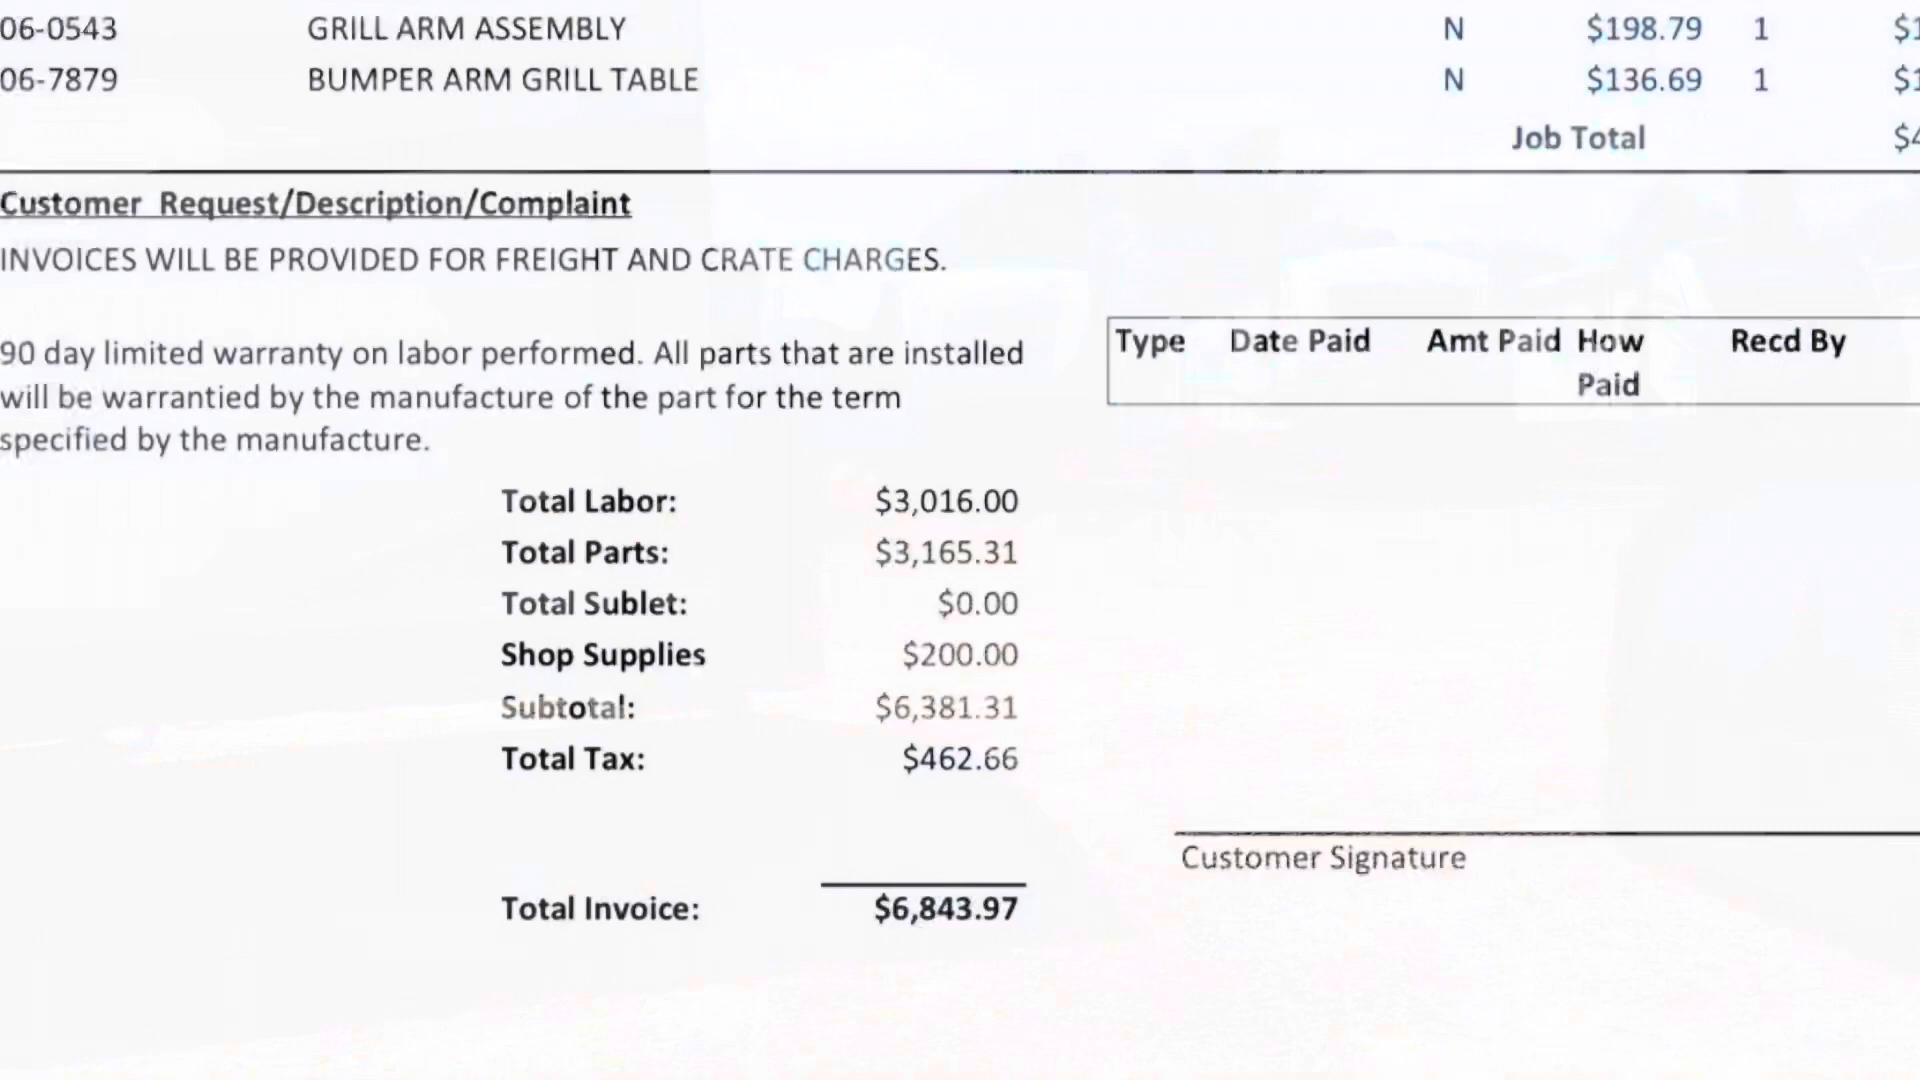 06-0543 GRILL ARM ASSEMBLY N $198.79 1
06-7879 BUMPER ARM GRILL TABLE N $136.69 1
Job Total
Customer Request/Description/Complaint
INVOICES WILL BE PROVIDED FOR FREIGHT AND CRATE CHARGES.
90 day limited warranty on labor performed. All parts that are installed
will be warrantied by the manufacture of the part for the term
specified by the manufacture.
Type Date Paid Amt Paid How Paid Recd By
Total Labor: $3,016.00
Total Parts: $3,165.31
Total Sublet: $0.00
Shop Supplies $200.00
Subtotal: $6,381.31
Total Tax: $462.66
Customer Signature
Total Invoice: $6,843.97